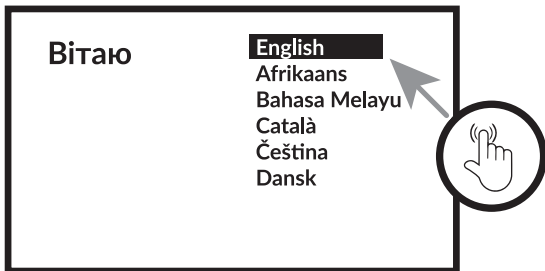 Вітаю
English
Afrikaans
Bahasa Melayu
Català
Čeština
Dansk